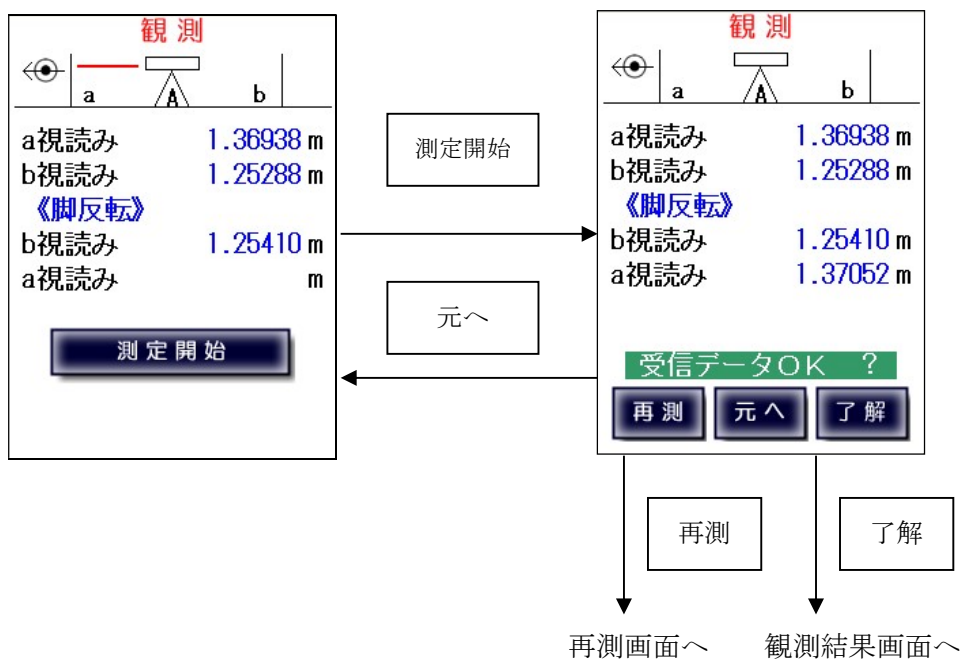 観測
a A b
a視読み 1.36938 m
b視読み 1.25288 m
《脚反転》
b視読み 1.25410 m
a視読み m
測定開始
測定開始
元へ
観測
a A b
a視読み 1.36938 m
b視読み 1.25288 m
《脚反転》
b視読み 1.25410 m
a視読み 1.37052 m
受信データOK ?
再測 元へ 了解
再測
了解
再測画面へ
観測結果画面へ